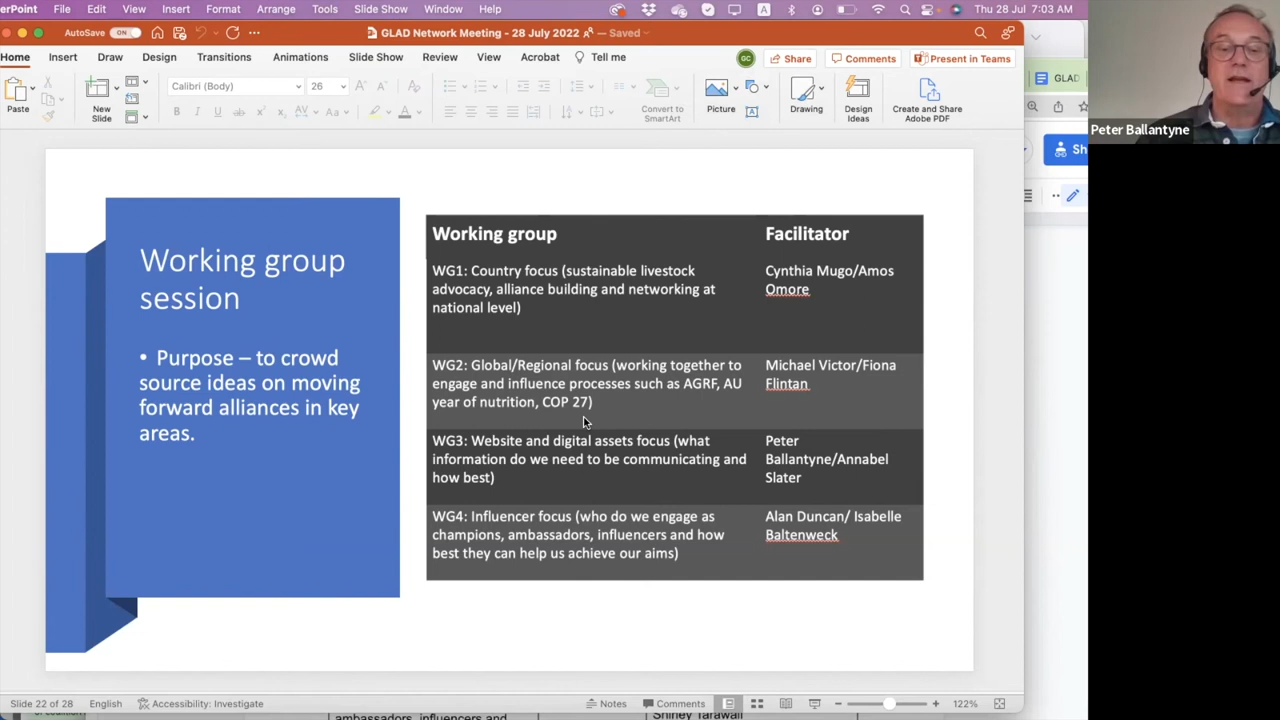 erPoint File Edit View Insert Format Arrange Tools Slide Show Window Help Thu 28 Jul 7:03 AM
AutoSave ON GLAD Network Meeting - 28 July 2022 — Saved
Home Insert Draw Design Transitions Animations Slide Show Review View Acrobat Tell me GC Share Comments Present in Teams
GLAD
Paste New Slide Calibri (Body) 26 Convert to SmartArt Picture Drawing Design Ideas Create and Share Adobe PDF
Sh
Peter Ballantyne
Working group
session
• Purpose – to crowd
source ideas on moving
forward alliances in key
areas.
Working group Facilitator
WG1: Country focus (sustainable livestock
advocacy, alliance building and networking at
national level)
Cynthia Mugo/Amos
Omore
WG2: Global/Regional focus (working together to
engage and influence processes such as AGRF, AU
year of nutrition, COP 27)
Michael Victor/Fiona
Flintan
WG3: Website and digital assets focus (what
information do we need to be communicating and
how best)
Peter
Ballantyne/Annabel
Slater
WG4: Influencer focus (who do we engage as
champions, ambassadors, influencers and how
best they can help us achieve our aims)
Alan Duncan/ Isabelle
Baltenweck
Slide 22 of 28 English Accessibility: Investigate Notes Comments 122%
ambassadors, influencers and
Shirley Tarawali